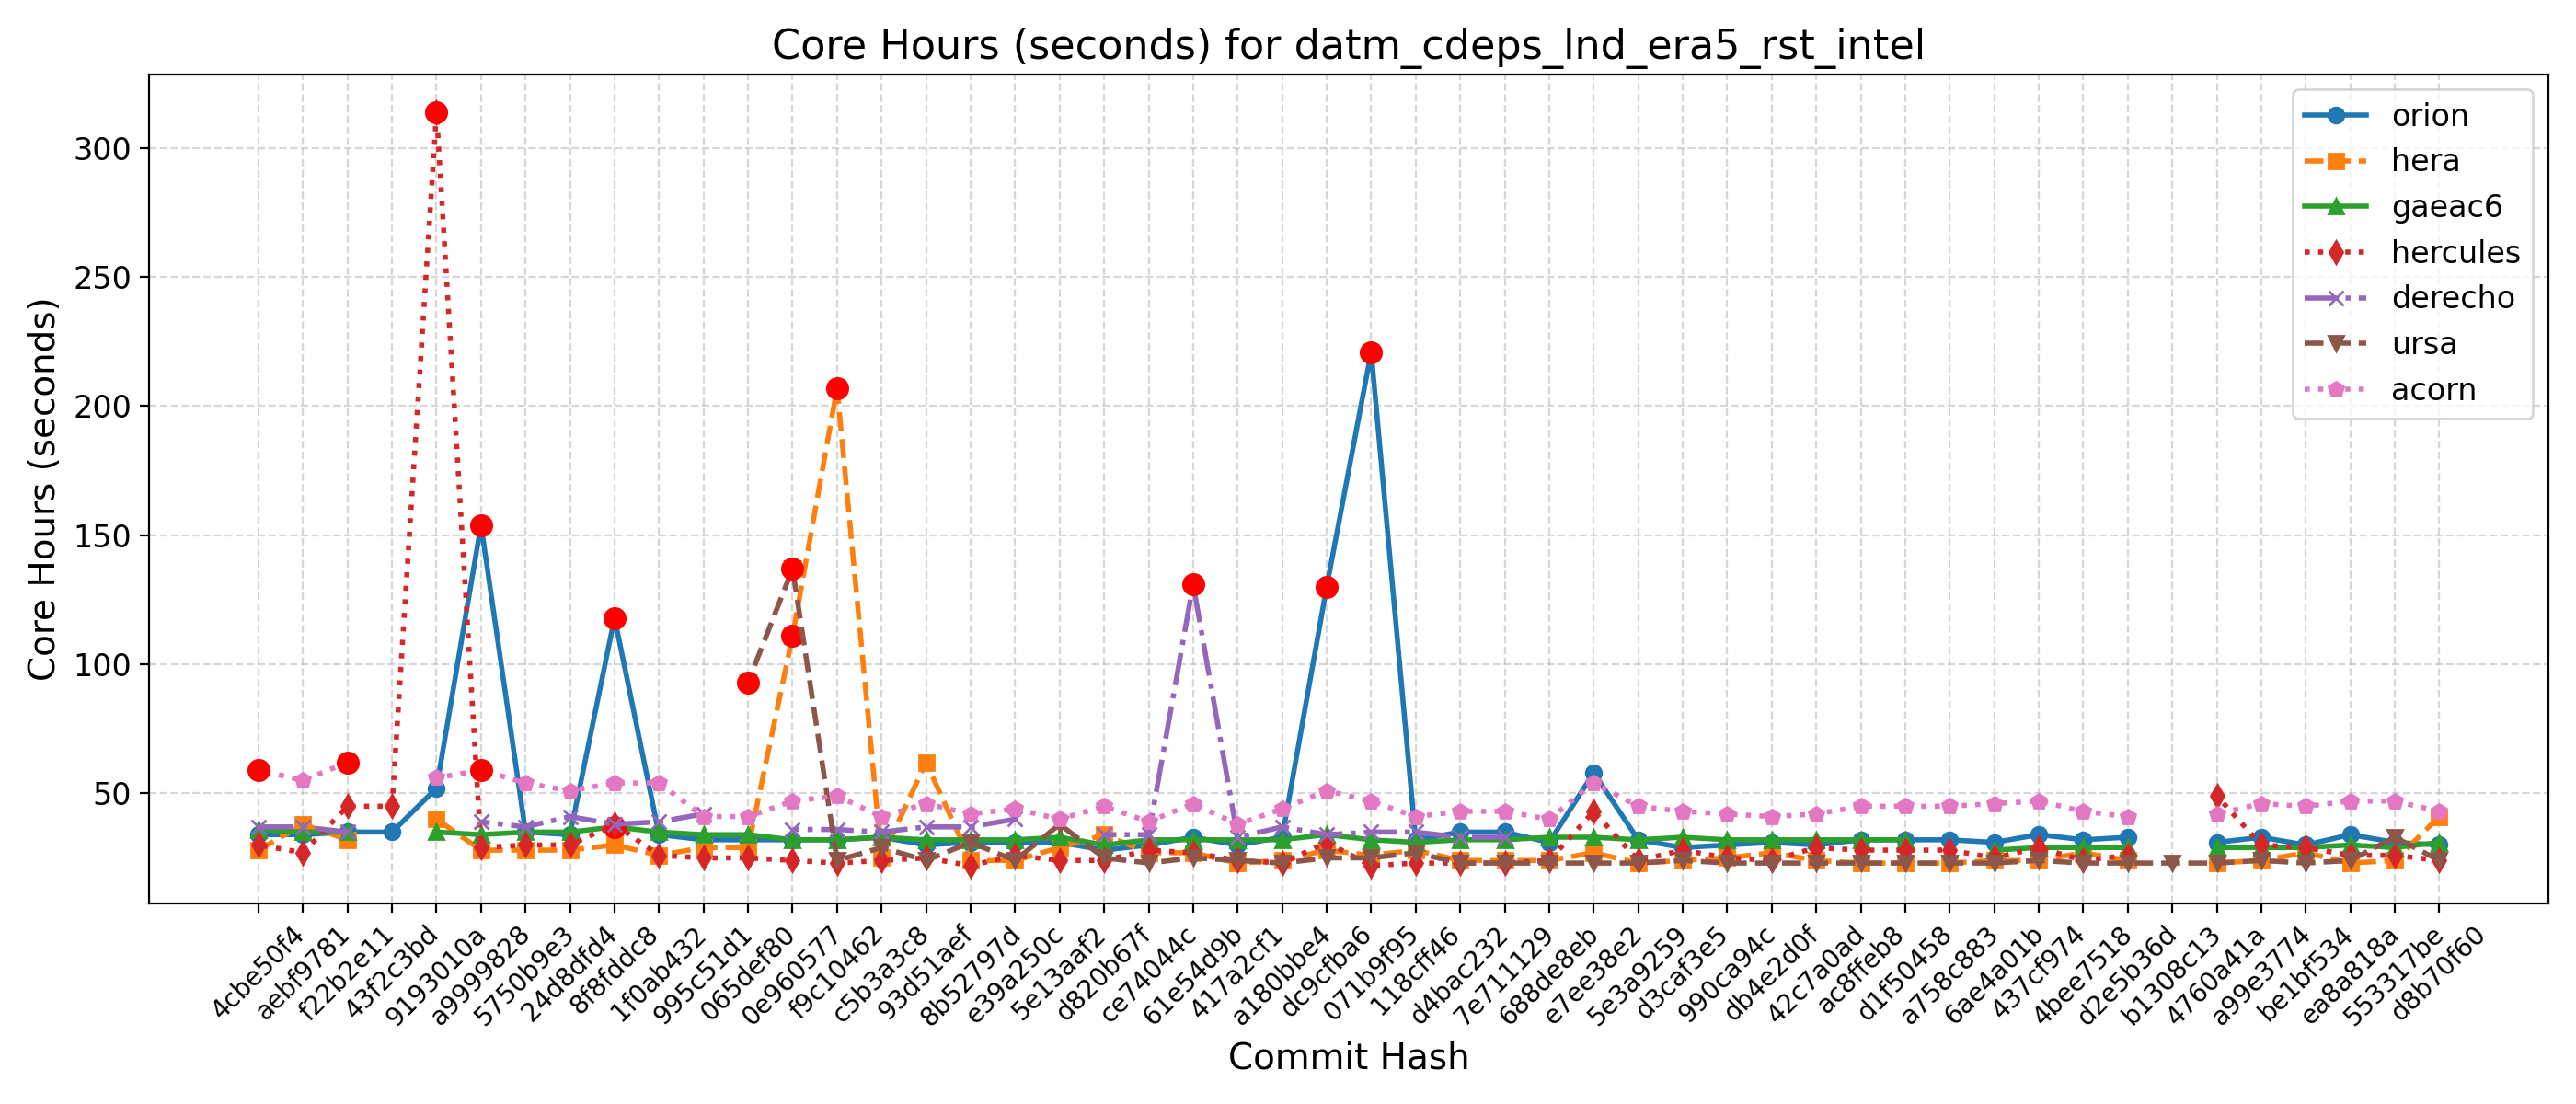 Core Hours (seconds) for datm_cdeps_lnd_era5_rst_intel
Core Hours (seconds)
300
250
200
150
100
50
orion
hera
gaeac6
hercules
derecho
ursa
acorn
4cbe50f4
aebf9781
f22b2e11
43f2c3bd
9193010a
a9999828
5750b9e3
24d8dfd4
8f8fddc8
1f0ab432
995c51d1
065def80
0e960577
f9c10462
c5b3a3c8
93d51aef
8b52797d
e39a250c
5e13aaf2
d820b67f
ce74044c
61e54d9b
417a2cf1
a180bbe4
dc9cfba6
071b9f95
118cff46
d4bac232
7e711129
688de8eb
e7ee38e2
5e3a9259
d3caf3e5
990ca94c
db4e2d0f
42c7a0ad
ac8ffeb8
d1f50458
a758c883
6ae4a01b
437cf974
4bee7518
d2e5b36d
b1308c13
4760a41a
a99e3774
be1bf534
ea8a818a
553317be
d8b70f60
Commit Hash